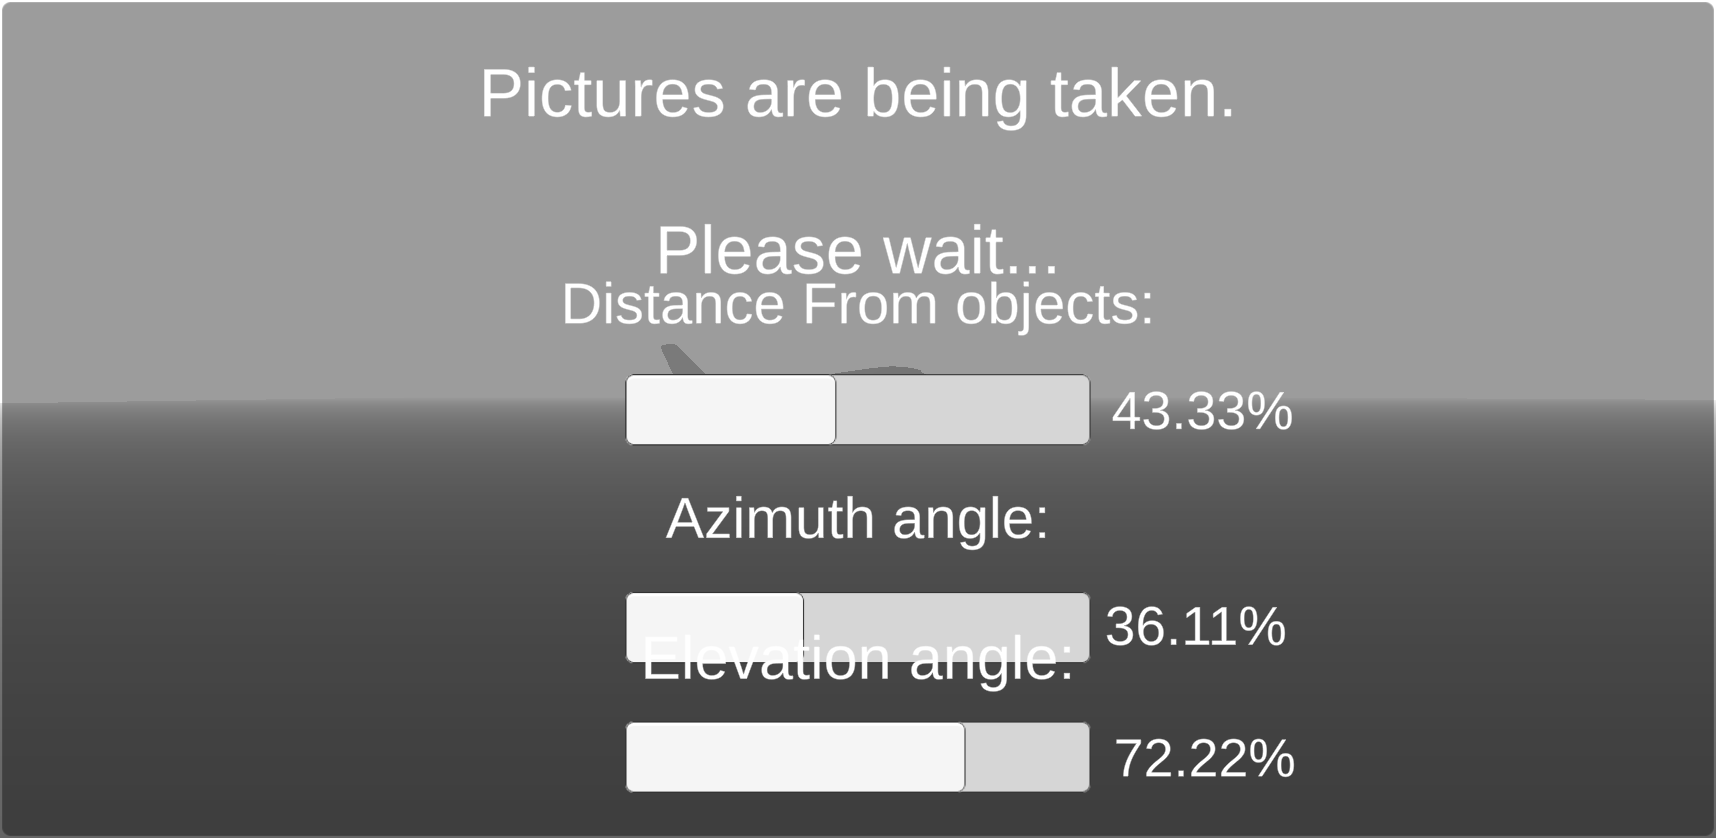 Pictures are being taken.
Please wait...
Distance From objects:
43.33%
Azimuth angle:
36.11%
Elevation angle:
72.22%